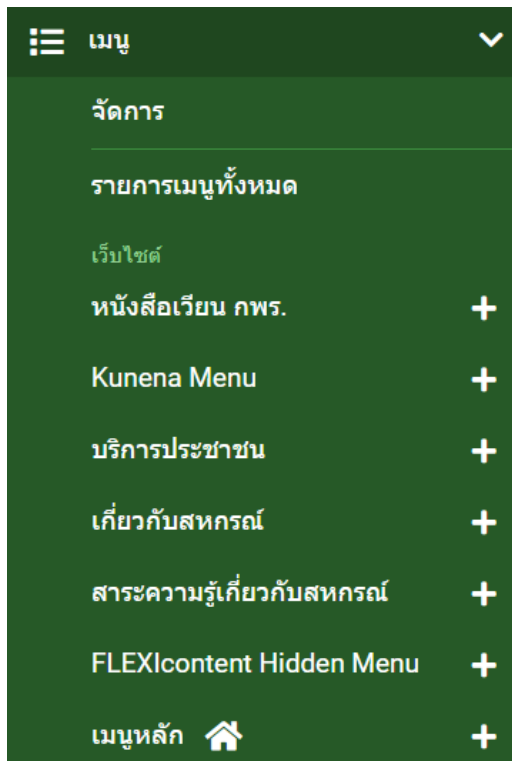 เมนู
จัดการ
รายการเมนูทั้งหมด
เว็บไซต์
หนังสือเวียน กพร.
Kunena Menu
บริการประชาชน
เกี่ยวกับสหกรณ์
สาระความรู้เกี่ยวกับสหกรณ์
FLEXIcontent Hidden Menu
เมนูหลัก